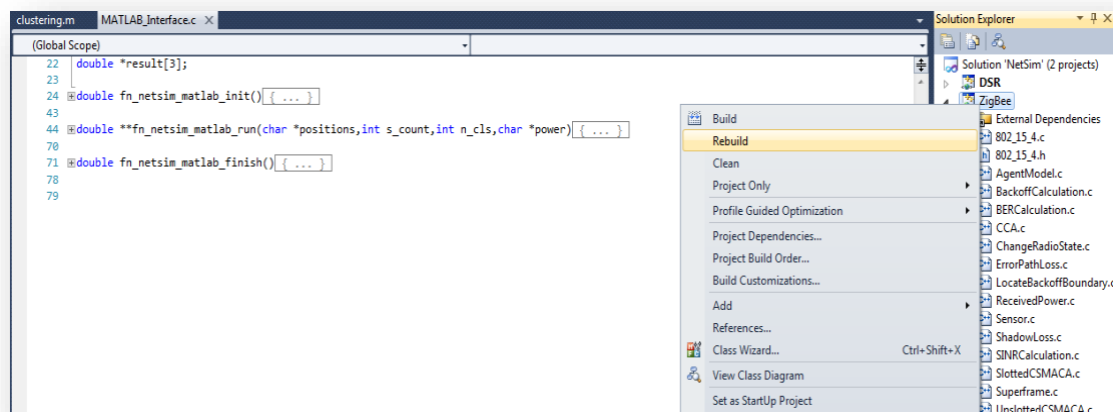 clustering.m MATLAB_Interface.c
(Global Scope)
22 double *result[3];
23
24 double fn_netsim_matlab_init() { ... }
43
44 double **fn_netsim_matlab_run(char *positions,int s_count,int n_cls,char *power) { ... }
70
71 double fn_netsim_matlab_finish() { ... }
78
79
Build
Rebuild
Clean
Project Only
Profile Guided Optimization
Project Dependencies...
Project Build Order...
Build Customizations...
Add
References...
Class Wizard... Ctrl+Shift+X
View Class Diagram
Set as StartUp Project
Solution Explorer
Solution 'NetSim' (2 projects)
DSR
ZigBee
External Dependencies
802_15_4.c
802_15_4.h
AgentModel.c
BackoffCalculation.c
BERCalculation.c
CCA.c
ChangeRadioState.c
ErrorPathLoss.c
LocateBackoffBoundary.c
ReceivedPower.c
Sensor.c
ShadowLoss.c
SINRCalculation.c
SlottedCSMACA.c
Superframe.c
UnslottedCSMACA.c